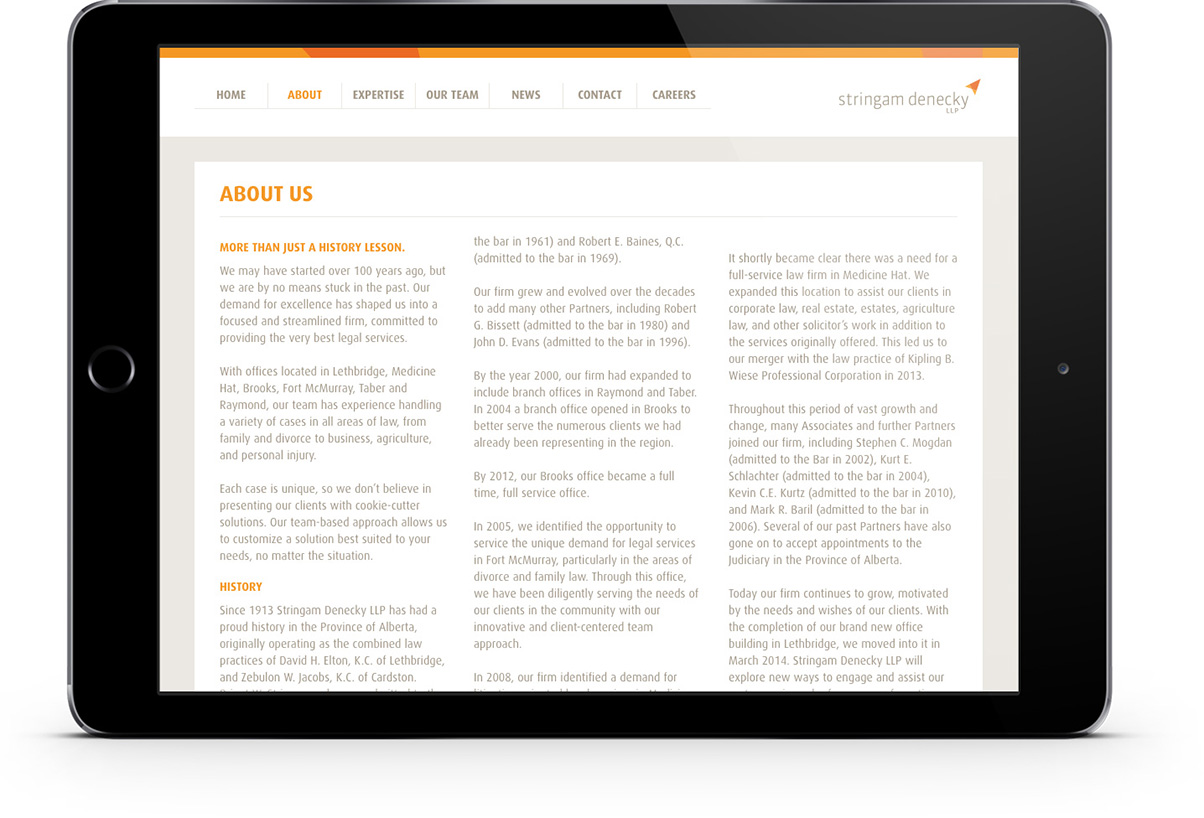 HOME ABOUT EXPERTISE OUR TEAM NEWS CONTACT CAREERS
stringam denecky
LLP
ABOUT US
MORE THAN JUST A HISTORY LESSON.
We may have started over 100 years ago, but
we are by no means stuck in the past. Our
demand for excellence has shaped us into a
focused and streamlined firm, committed to
providing the very best legal services.
With offices located in Lethbridge, Medicine
Hat, Brooks, Fort McMurray, Taber and
Raymond, our team has experience handling
a variety of cases in all areas of law, from
family and divorce to business, agriculture,
and personal injury.
Each case is unique, so we don't believe in
presenting our clients with cookie-cutter
solutions. Our team-based approach allows us
to customize a solution best suited to your
needs, no matter the situation.
HISTORY
Since 1913 Stringam Denecky LLP has had a
proud history in the Province of Alberta,
originally operating as the combined law
practices of David H. Elton, K.C. of Lethbridge,
and Zebulon W. Jacobs, K.C. of Cardston.
the bar in 1961) and Robert E. Baines, Q.C.
(admitted to the bar in 1969).
Our firm grew and evolved over the decades
to add many other Partners, including Robert
G. Bissett (admitted to the bar in 1980) and
John D. Evans (admitted to the bar in 1996).
By the year 2000, our firm had expanded to
include branch offices in Raymond and Taber.
In 2004 a branch office opened in Brooks to
better serve the numerous clients we had
already been representing in the region.
By 2012, our Brooks office became a full
time, full service office.
In 2005, we identified the opportunity to
service the unique demand for legal services
in Fort McMurray, particularly in the areas of
divorce and family law. Through this office,
we have been diligently serving the needs of
our clients in the community with our
innovative and client-centered team
approach.
In 2008, our firm identified a demand for
It shortly became clear there was a need for a
full-service law firm in Medicine Hat. We
expanded this location to assist our clients in
corporate law, real estate, estates, agriculture
law, and other solicitor's work in addition to
the services originally offered. This led us to
our merger with the law practice of Kipling B.
Wiese Professional Corporation in 2013.
Throughout this period of vast growth and
change, many Associates and further Partners
joined our firm, including Stephen C. Mogdan
(admitted to the Bar in 2002), Kurt E.
Schlachter (admitted to the bar in 2004),
Kevin C.E. Kurtz (admitted to the bar in 2010),
and Mark R. Baril (admitted to the bar in
2006). Several of our past Partners have also
gone on to accept appointments to the
Judiciary in the Province of Alberta.
Today our firm continues to grow, motivated
by the needs and wishes of our clients. With
the completion of our brand new office
building in Lethbridge, we moved into it in
March 2014. Stringam Denecky LLP will
explore new ways to engage and assist our